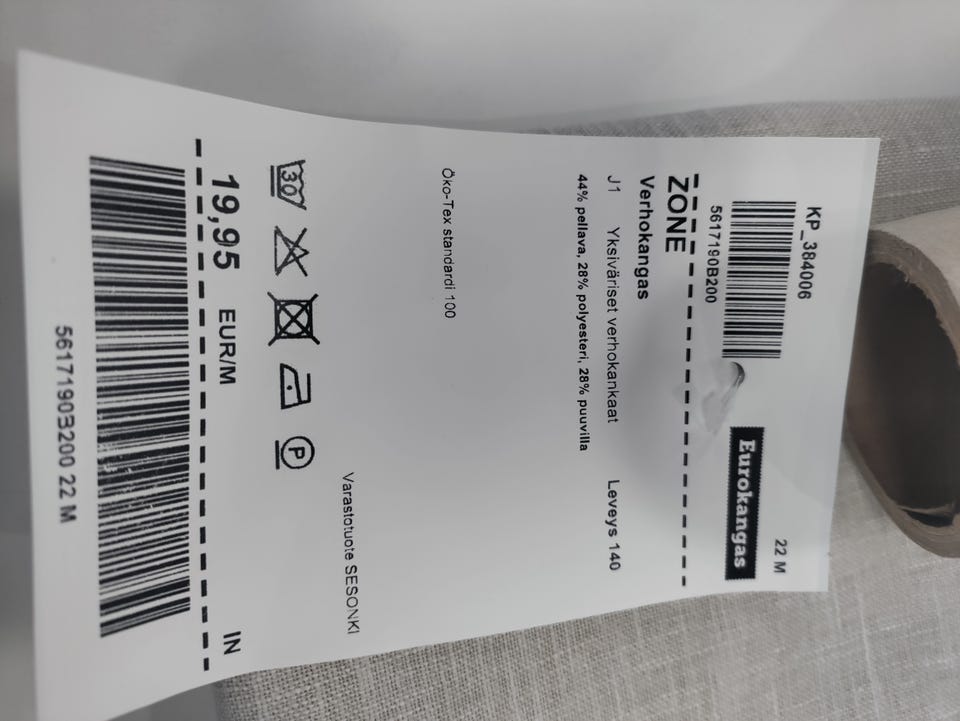 KP_384006 22 M
5617190B200
Eurokangas
ZONE
Verhokangas
J1 Yksiväriset verhokankaat Leveys 140
44% pellava, 28% polyesteri, 28% puuvilla
Öko-Tex standardi 100
Varastotuote SESONKI
30 P
19,95 EUR/M IN
5617190B200 22 M